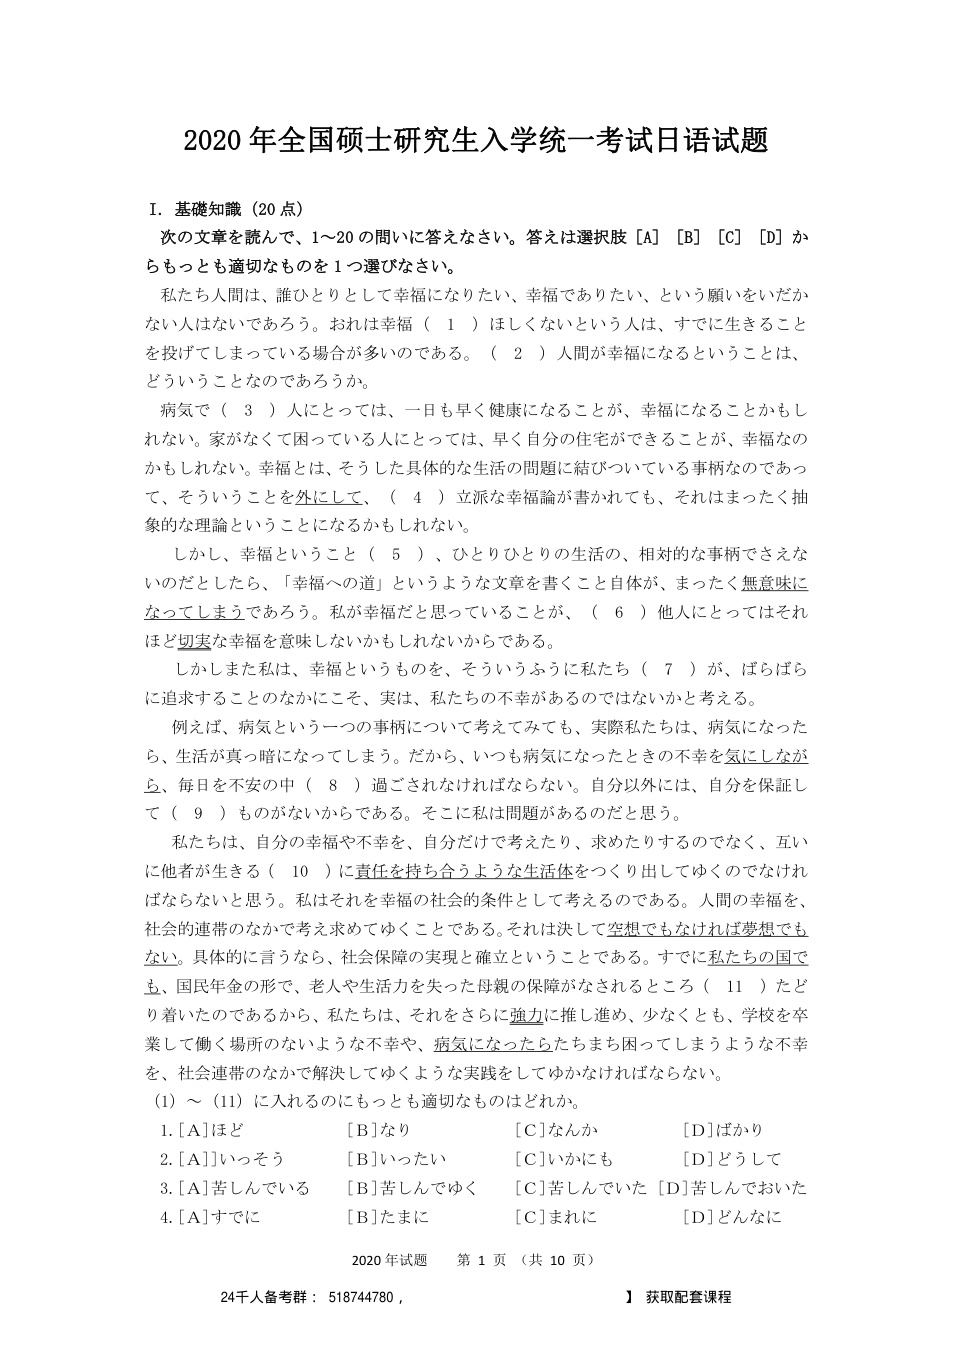 2020 年全国硕士研究生入学统一考试日语试题
I. 基礎知識（20 点）
次の文章を読んで、1～20 の問いに答えなさい。答えは選択肢［A］［B］［C］［D］か
らもっとも適切なものを 1 つ選びなさい。
私たち人間は、誰ひとりとして幸福になりたい、幸福でありたい、という願いをいだか
ない人はないであろう。おれは幸福（ 1 ）ほしくないという人は、すでに生きること
を投げてしまっている場合が多いのである。（ 2 ）人間が幸福になるということは、
どういうことなのであろうか。
病気で（ 3 ）人にとっては、一日も早く健康になることが、幸福になることかもし
れない。家がなくて困っている人にとっては、早く自分の住宅ができることが、幸福なの
かもしれない。幸福とは、そうした具体的な生活の問題に結びついている事柄なのであっ
て、そういうことを外にして、（ 4 ）立派な幸福論が書かれても、それはまったく抽
象的な理論ということになるかもしれない。
しかし、幸福ということ（ 5 ）、ひとりひとりの生活の、相対的な事柄でさえな
いのだとしたら、「幸福への道」というような文章を書くこと自体が、まったく無意味に
なってしまうであろう。私が幸福だと思っていることが、（ 6 ）他人にとってはそれ
ほど切実な幸福を意味しないかもしれないからである。
しかしまた私は、幸福というものを、そういうふうに私たち（ 7 ）が、ばらばら
に追求することのなかにこそ、実は、私たちの不幸があるのではないかと考える。
例えば、病気という一つの事柄について考えてみても、実際私たちは、病気になった
ら、生活が真っ暗になってしまう。だから、いつも病気になったときの不幸を気にしなが
ら、毎日を不安の中（ 8 ）過ごされなければならない。自分以外には、自分を保証し
て（ 9 ）ものがないからである。そこに私は問題があるのだと思う。
私たちは、自分の幸福や不幸を、自分だけで考えたり、求めたりするのでなく、互い
に他者が生きる（ 10 ）に責任を持ち合うような生活体をつくり出してゆくのでなけれ
ばならないと思う。私はそれを幸福の社会的条件として考えるのである。人間の幸福を、
社会的連帯のなかで考え求めてゆくことである。それは決して空想でもなければ夢想でも
ない。具体的に言うなら、社会保障の実現と確立ということである。すでに私たちの国で
も、国民年金の形で、老人や生活力を失った母親の保障がなされるところ（ 11 ）たど
り着いたのであるから、私たちは、それをさらに強力に推し進め、少なくとも、学校を卒
業して働く場所のないような不幸や、病気になったらたちまち困ってしまうような不幸
を、社会連帯のなかで解決してゆくような実践をしてゆかなければならない。
（1）～（11）に入れるのにもっとも適切なものはどれか。
1.［A]ほど ［B]なり ［C]なんか ［D]ばかり
2.［A]]いっそう ［B]いったい ［C]いかにも ［D]どうして
3.［A]苦しんでいる ［B]苦しんでゆく ［C]苦しんでいた ［D]苦しんでおいた
4.［A]すでに ［B]たまに ［C]まれに ［D]どんなに
2020 年试题 第 1 页 （共 10 页）
24千人备考群： 518744780， 】 获取配套课程